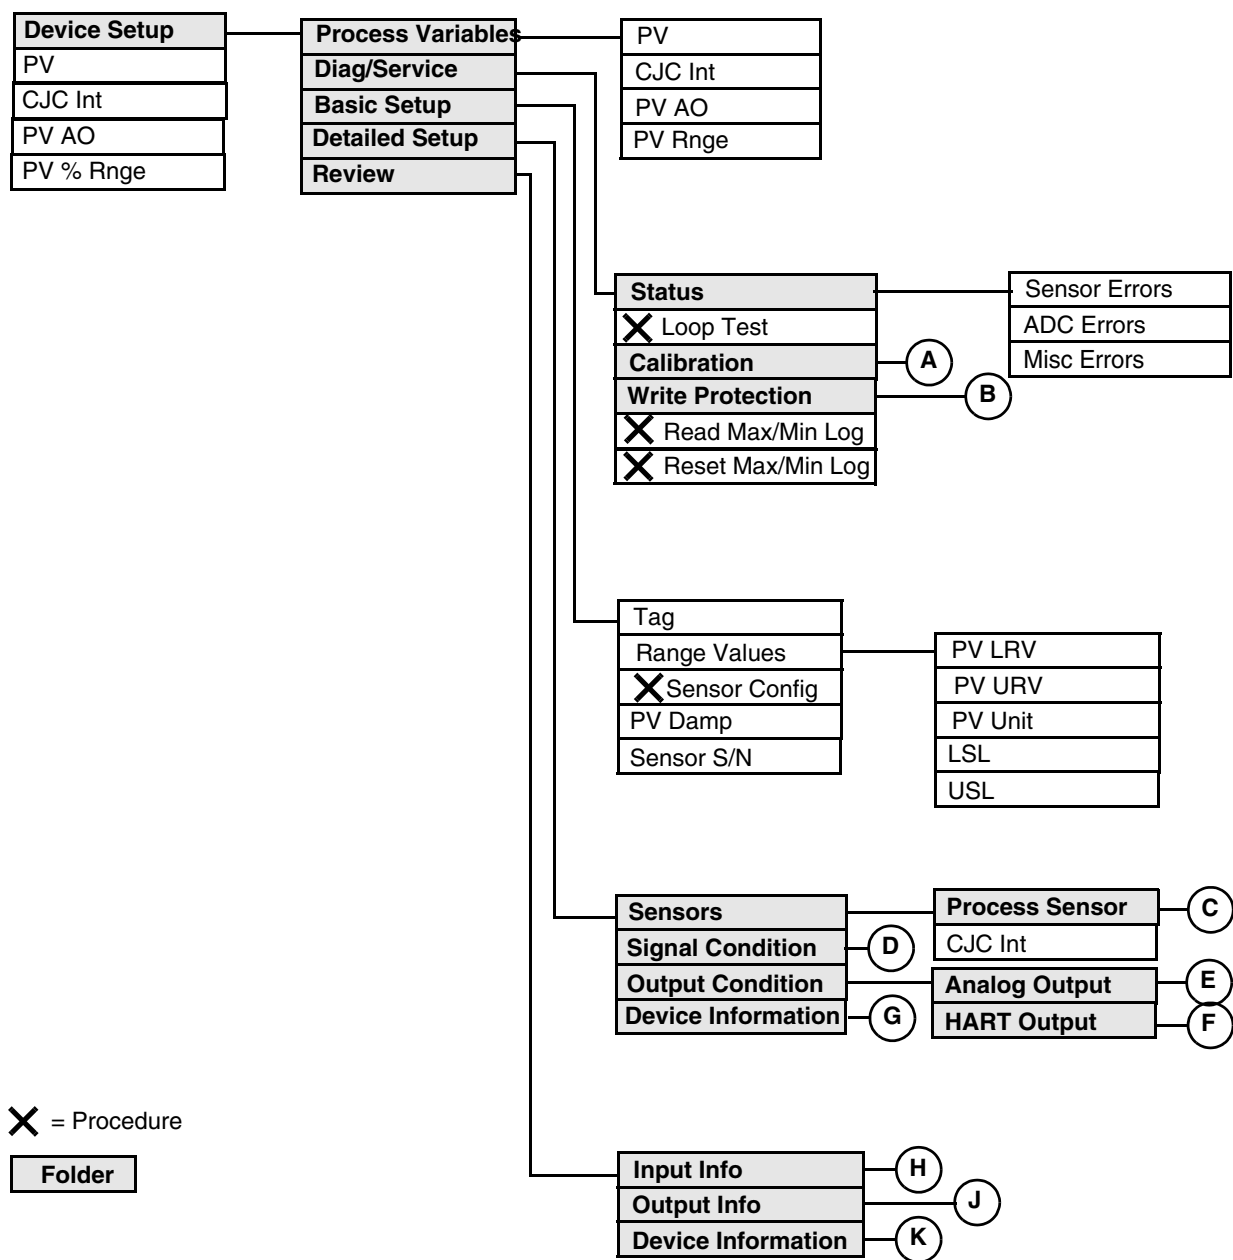 Device Setup
PV
CJC Int
PV AO
PV % Rnge
Process Variables
Diag/Service
Basic Setup
Detailed Setup
Review
PV
CJC Int
PV AO
PV Rnge
Status
Loop Test
Calibration
Write Protection
Read Max/Min Log
Reset Max/Min Log
A
B
Sensor Errors
ADC Errors
Misc Errors
Tag
Range Values
Sensor Config
PV Damp
Sensor S/N
PV LRV
PV URV
PV Unit
LSL
USL
Sensors
Signal Condition
Output Condition
Device Information
D
G
Process Sensor
CJC Int
Analog Output
HART Output
C
E
F
= Procedure
Folder
Input Info
Output Info
Device Information
H
J
K